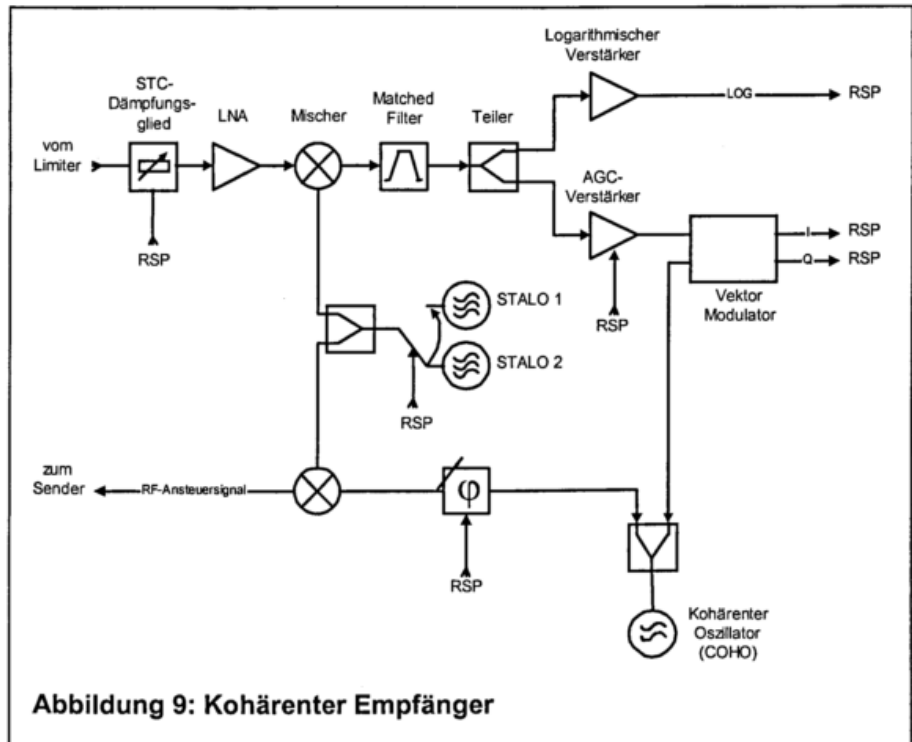 Logarithmischer
Verstärker
STC-
Dämpfungs-
glied
LNA
Mischer
Matched
Filter
Teiler
LOG
RSP
vom
Limiter
AGC-
Verstärker
RSP
I
RSP
Q
RSP
Vektor
Modulator
RSP
STALO 1
STALO 2
RSP
zum
Sender
RF-Ansteuersignal
φ
RSP
Kohärenter
Oszillator
(COHO)
Abbildung 9: Kohärenter Empfänger